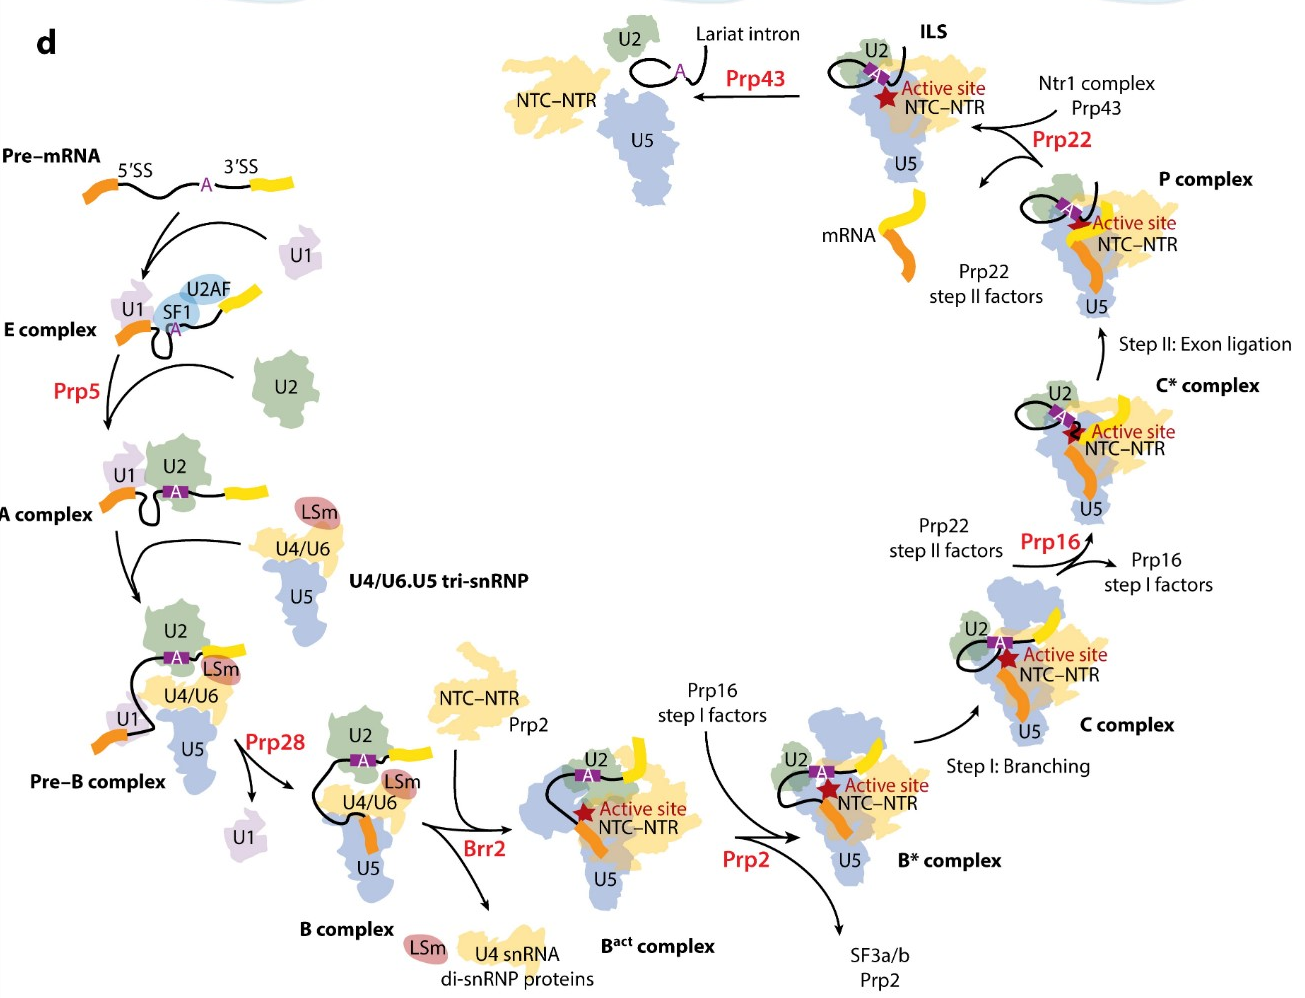 d
Pre–mRNA
5′SS
A
3′SS
U1
U1
SF1
U2AF
A
E complex
Prp5
U2
U1
U2
A
A complex
LSm
U4/U6
U5
U4/U6.U5 tri-snRNP
U2
A
LSm
U4/U6
U1
U5
Pre–B complex
Prp28
U1
U2
A
LSm
U4/U6
U5
B complex
NTC–NTR
Prp2
Brr2
LSm
U4 snRNA
di-snRNP proteins
U2
A
Active site
NTC–NTR
U5
Bact complex
Prp16
step I factors
Prp2
SF3a/b
Prp2
U2
A
Active site
NTC–NTR
U5
B* complex
Step I: Branching
U2
A
Active site
NTC–NTR
U5
C complex
Prp22
step II factors
Prp16
Prp16
step I factors
U2
A
2
Active site
NTC–NTR
U5
C* complex
Step II: Exon ligation
P complex
A
Active site
NTC–NTR
U5
Prp22
step II factors
Ntr1 complex
Prp43
Prp22
mRNA
ILS
U2
A
Active site
NTC–NTR
U5
Prp43
Lariat intron
U2
A
NTC–NTR
U5